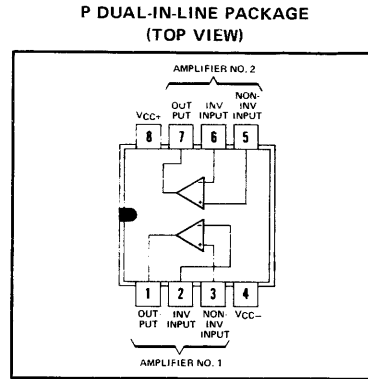 P DUAL-IN-LINE PACKAGE
(TOP VIEW)
AMPLIFIER NO. 2
VCC+ OUT PUT INV INPUT NON-INV INPUT
8 7 6 5
- +
- +
1 2 3 4
OUT-PUT INV INPUT NON-INV INPUT VCC–
AMPLIFIER NO. 1